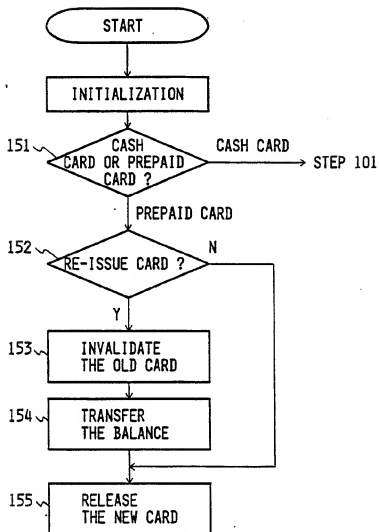 START
INITIALIZATION
151
CASH
CARD OR PREPAID
CARD ?
CASH CARD
STEP 101
PREPAID CARD
152
RE-ISSUE CARD ?
N
Y
153
INVALIDATE
THE OLD CARD
154
TRANSFER
THE BALANCE
155
RELEASE
THE NEW CARD